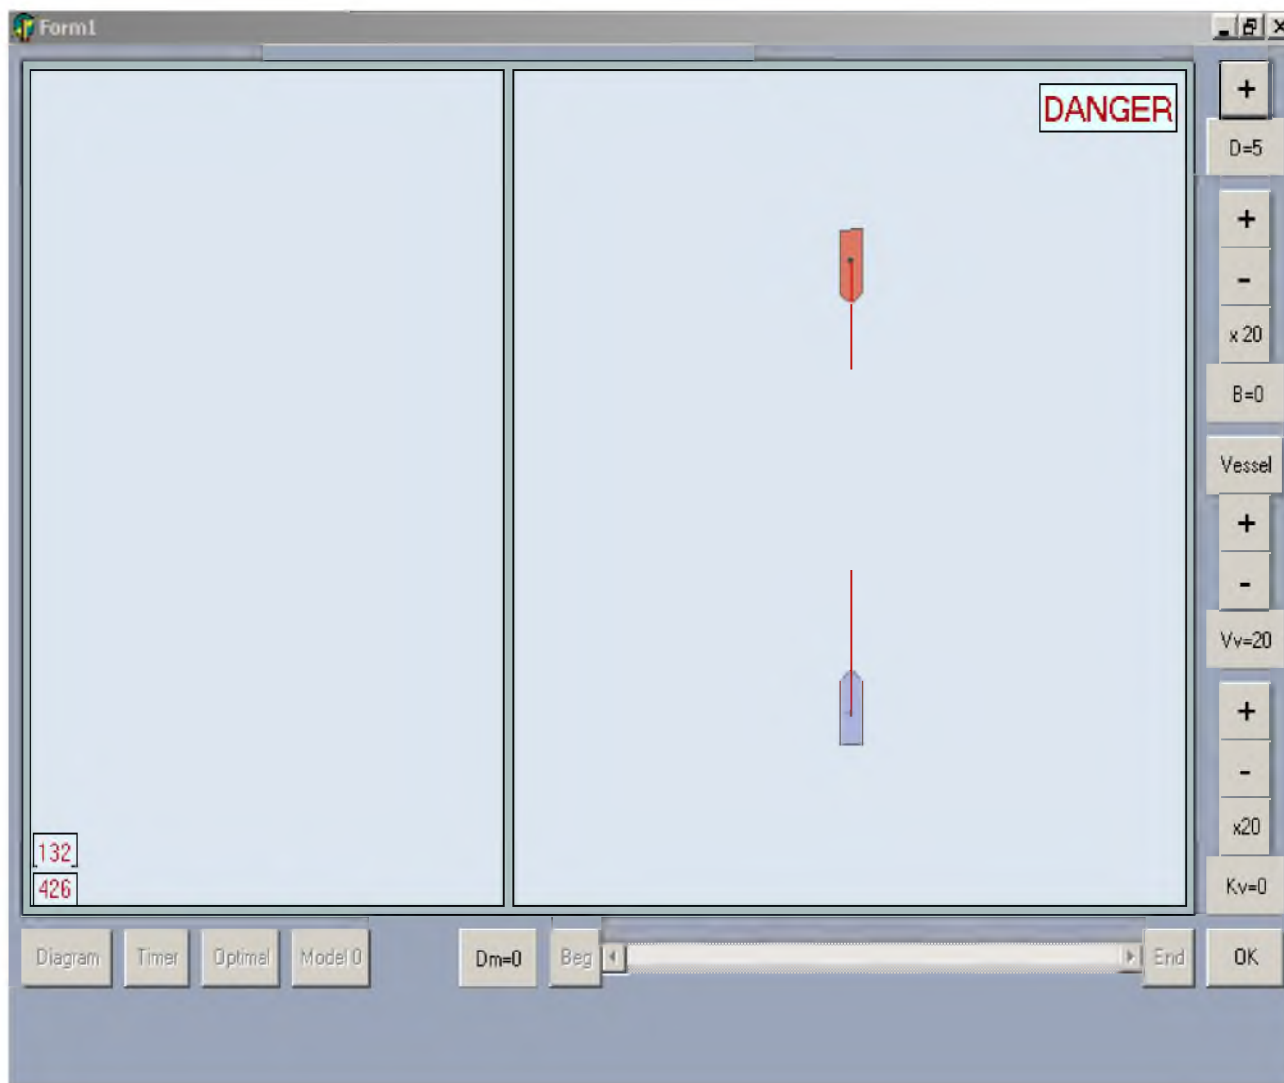 Form1
DANGER
+
D=5
+
-
x 20
B=0
Vessel
+
-
Vv=20
+
-
x20
Kv=0
132
426
Diagram
Timer
Optimal
Model 0
Dm=0
Beg
End
OK